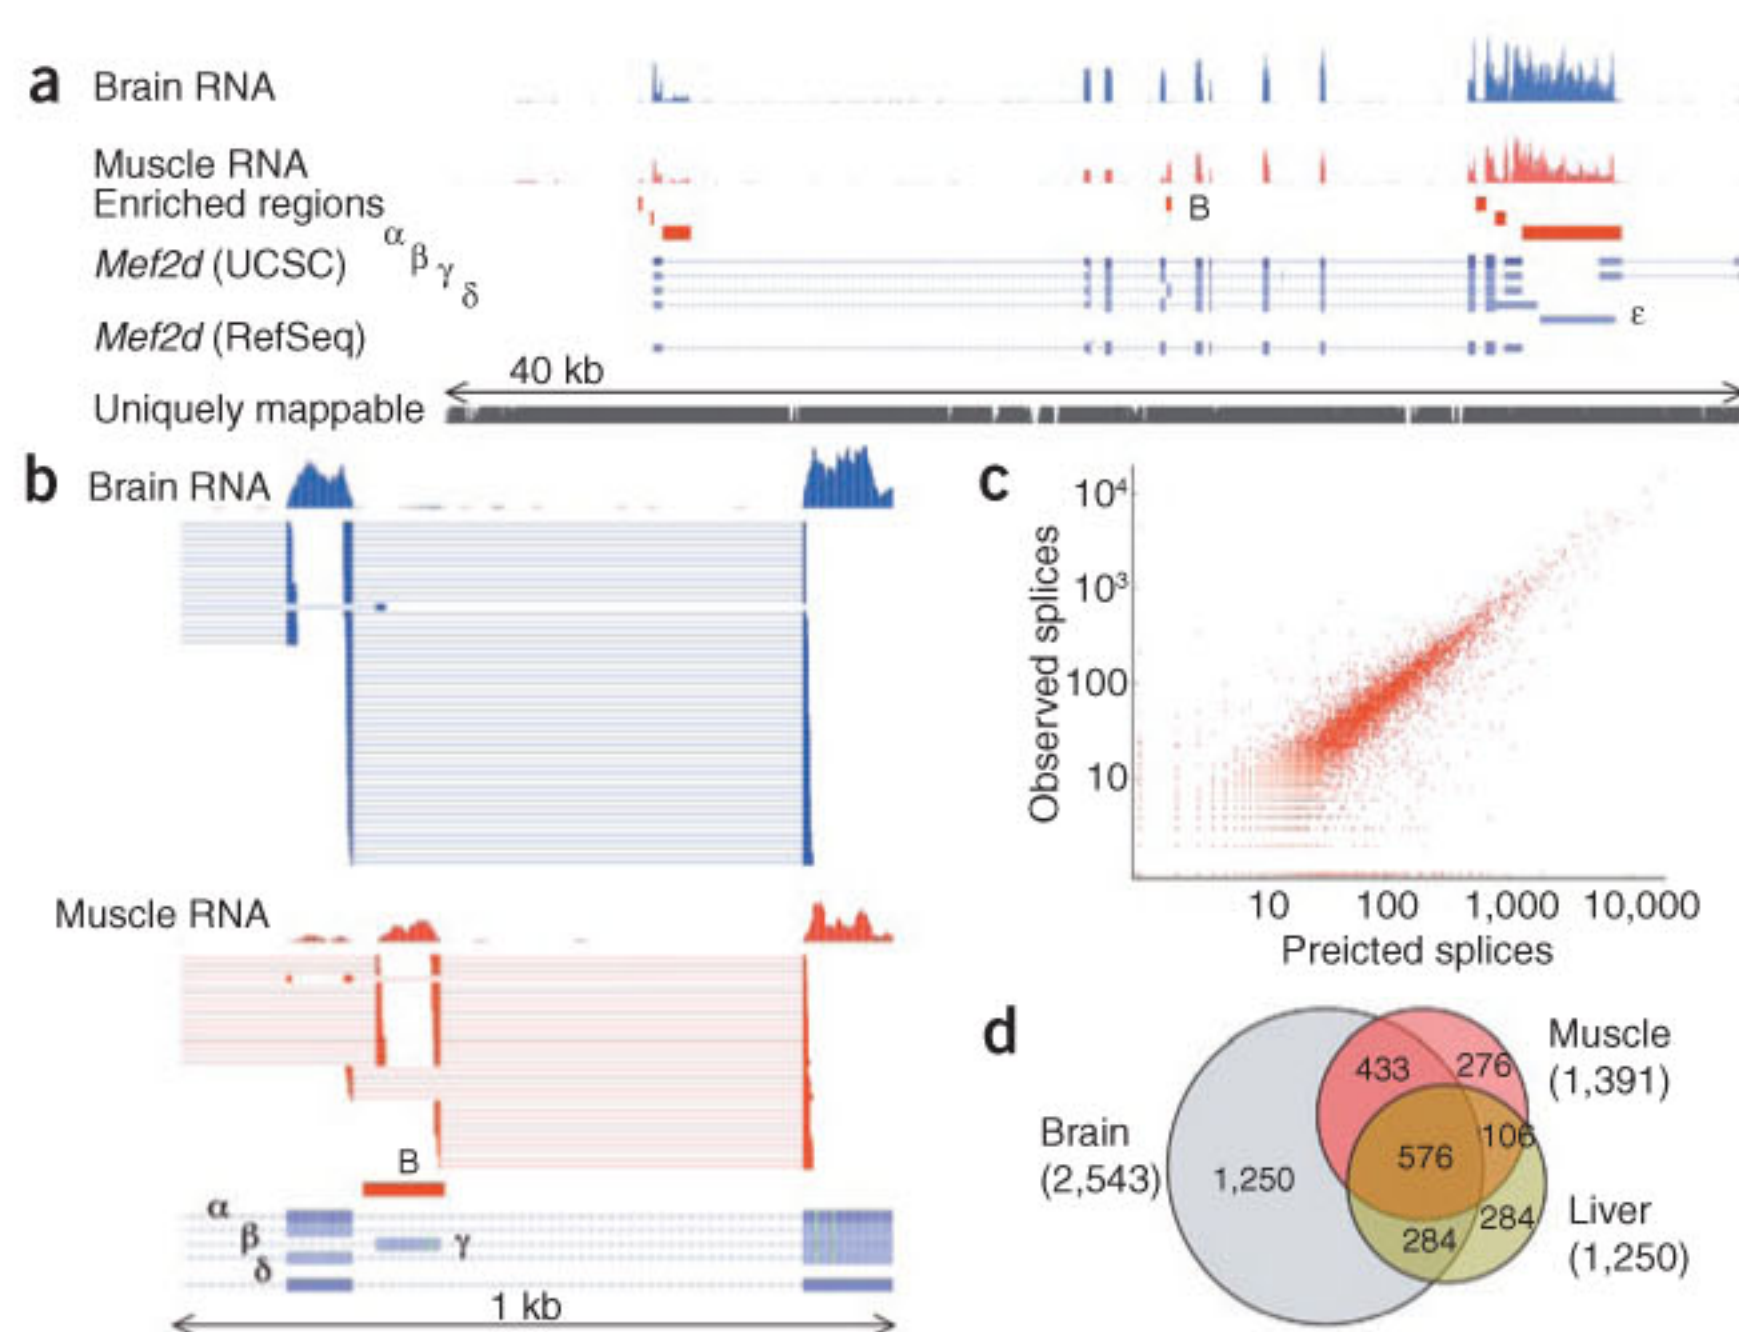 a
Brain RNA
Muscle RNA
Enriched regions
B
α
β
γ
δ
Mef2d (UCSC)
ε
Mef2d (RefSeq)
40 kb
Uniquely mappable
b
Brain RNA
Muscle RNA
B
α
β
γ
δ
1 kb
c
10⁴
10³
100
10
Observed splices
10 100 1,000 10,000
Preicted splices
d
Muscle
(1,391)
433
276
Brain
(2,543)
106
576
1,250
Liver
(1,250)
284
284